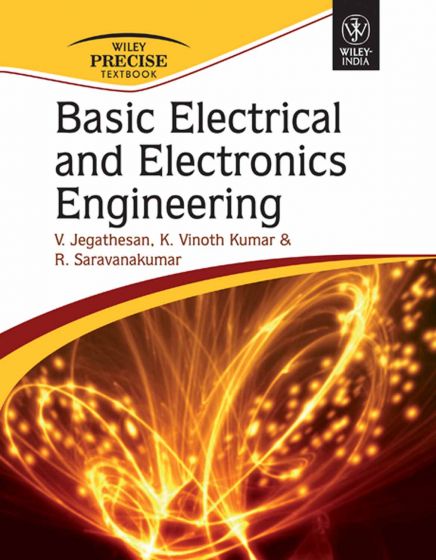 WILEY
PRECISE
TEXTBOOK
WILEY-
INDIA
Basic Electrical
and Electronics
Engineering
V. Jegathesan, K. Vinoth Kumar &
R. Saravanakumar